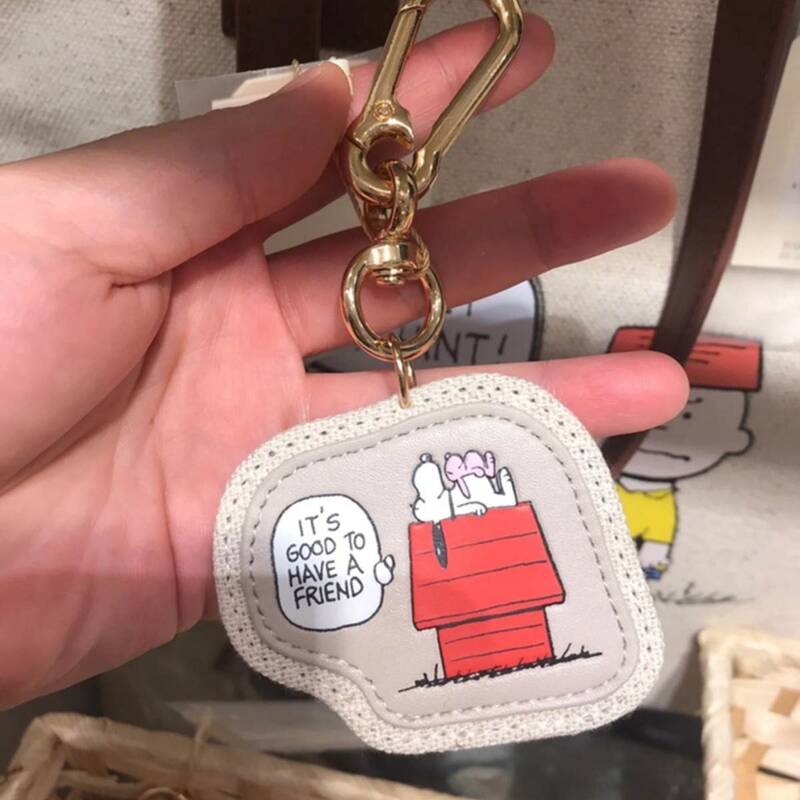 IT'S
GOOD TO
HAVE A
FRIEND